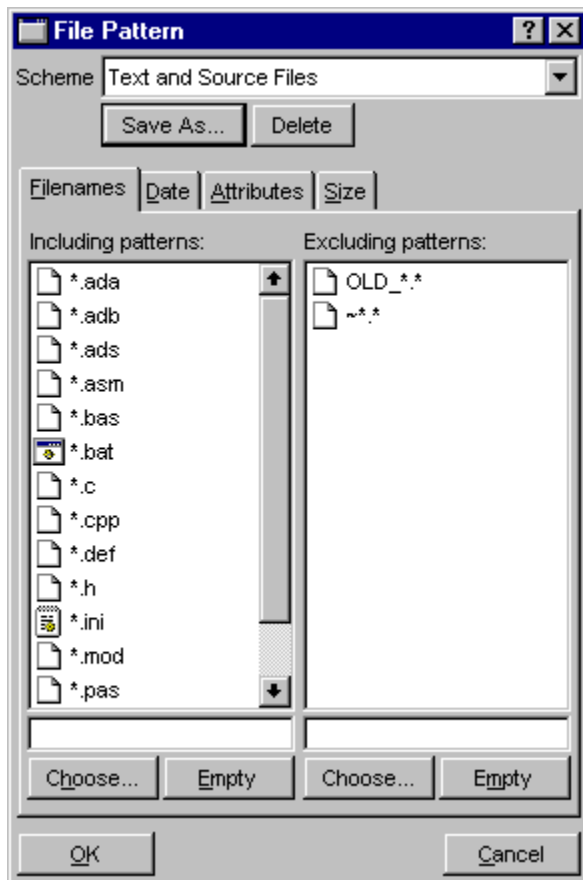 File Pattern
Scheme Text and Source Files
Save As... Delete
Filenames Date Attributes Size
Including patterns: Excluding patterns:
*.ada OLD_*.*
*.adb ~*.*
*.ads
*.asm
*.bas
*.bat
*.c
*.cpp
*.def
*.h
*.ini
*.mod
*.pas
Choose... Empty Choose... Empty
OK Cancel